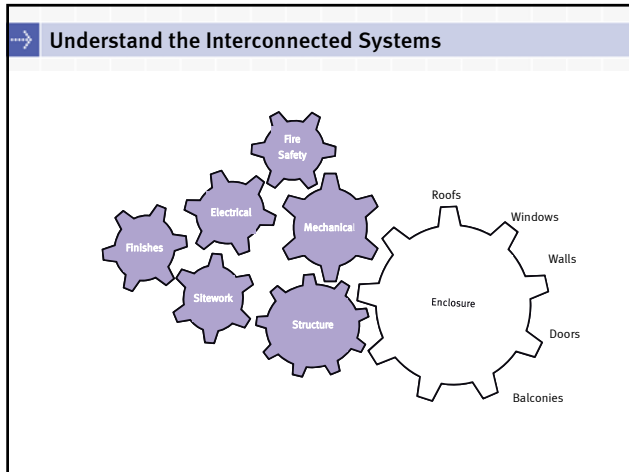 Understand the Interconnected Systems
Fire
Safety
Electrical
Mechanical
Finishes
Sitework
Structure
Enclosure
Roofs
Windows
Walls
Doors
Balconies